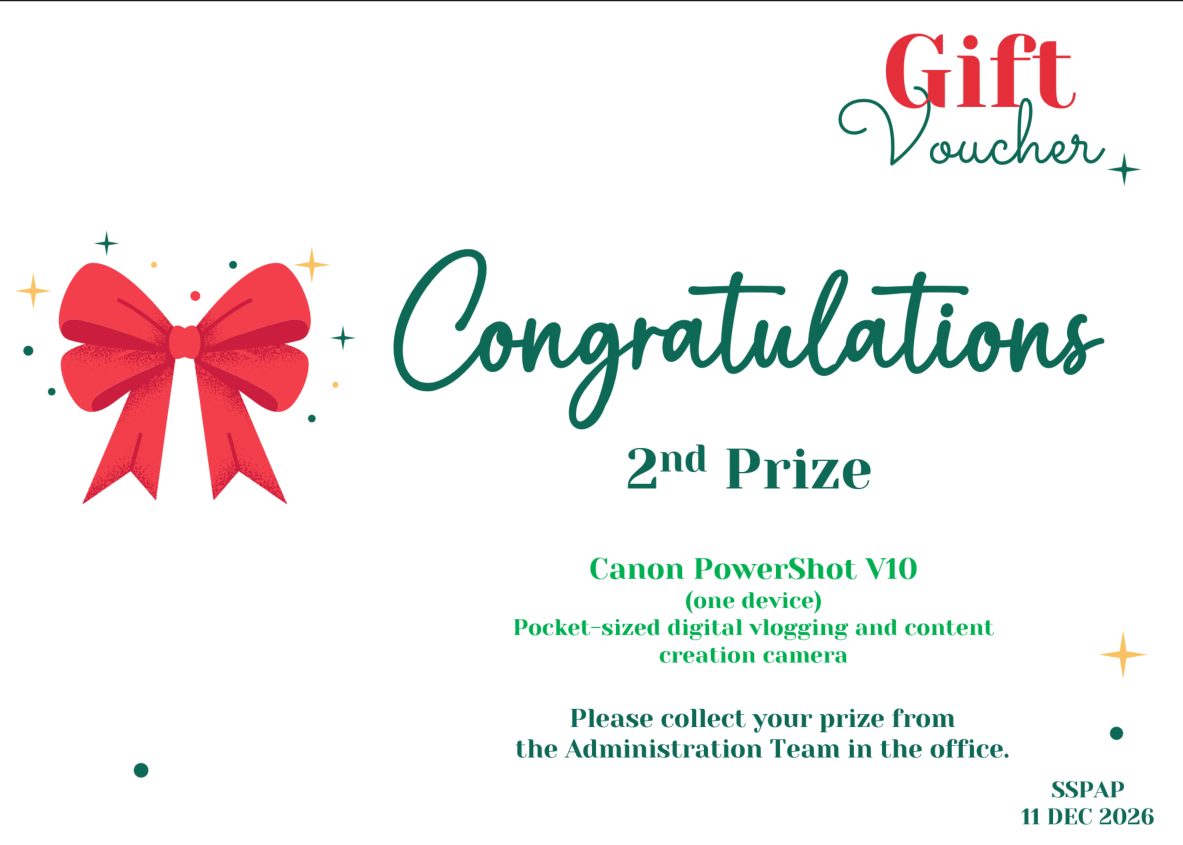 Gift
Voucher
Congratulations
2nd Prize
Canon PowerShot V10
(one device)
Pocket-sized digital vlogging and content
creation camera
Please collect your prize from
the Administration Team in the office.
SSPAP
11 DEC 2026